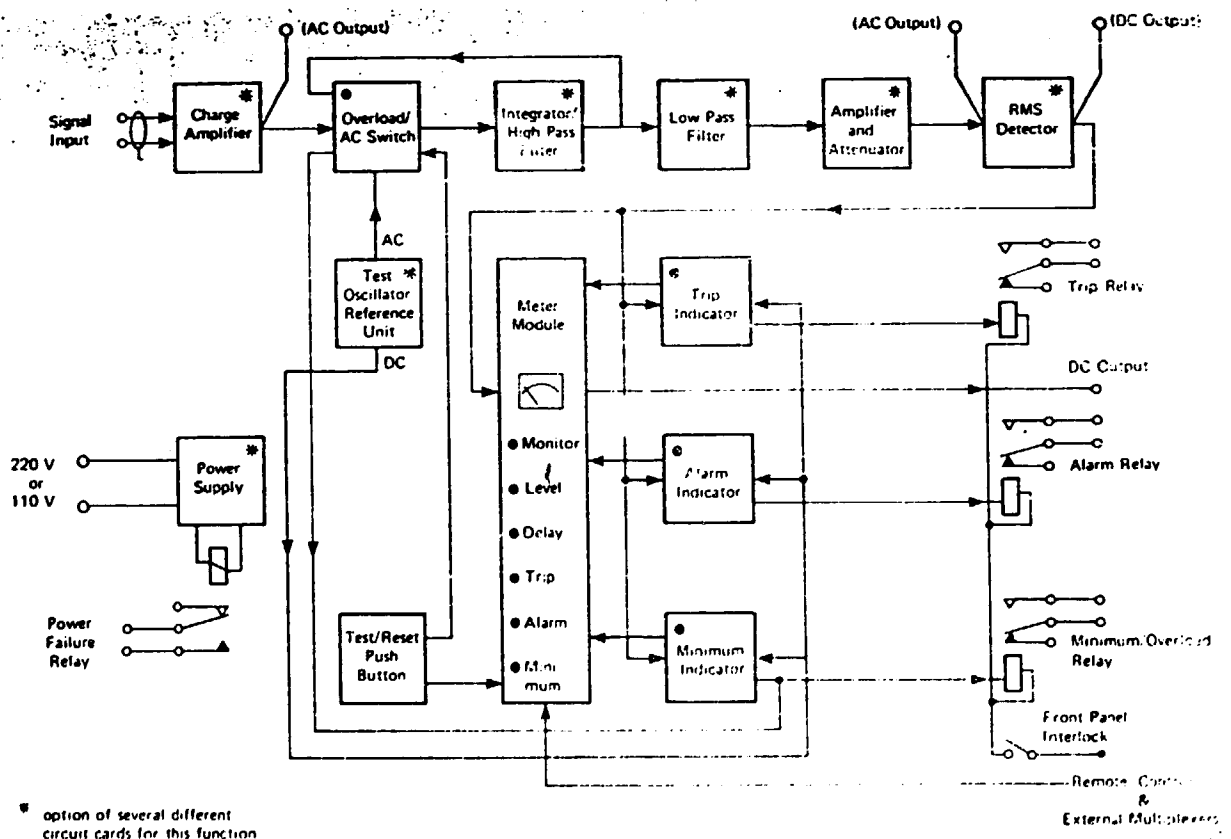 (AC Output)
(AC Output)
(DC Output)
Signal
Input
Charge
Amplifier
Overload/
AC Switch
Integrator/
High Pass
Filter
Low Pass
Filter
Amplifier
and
Attenuator
RMS
Detector
AC
Test
Oscillator
Reference
Unit
DC
Meter
Module
Trip
Indicator
Trip Relay
DC Output
Monitor
Level
Delay
Trip
Alarm
Mini
mum
Alarm
Indicator
Alarm Relay
220 V
or
110 V
Power
Supply
Power
Failure
Relay
Test/Reset
Push
Button
Minimum
Indicator
Minimum/Overload
Relay
Front Panel
Interlock
Remote
&
External Multiplexers
* option of several different
circuit cards for this function